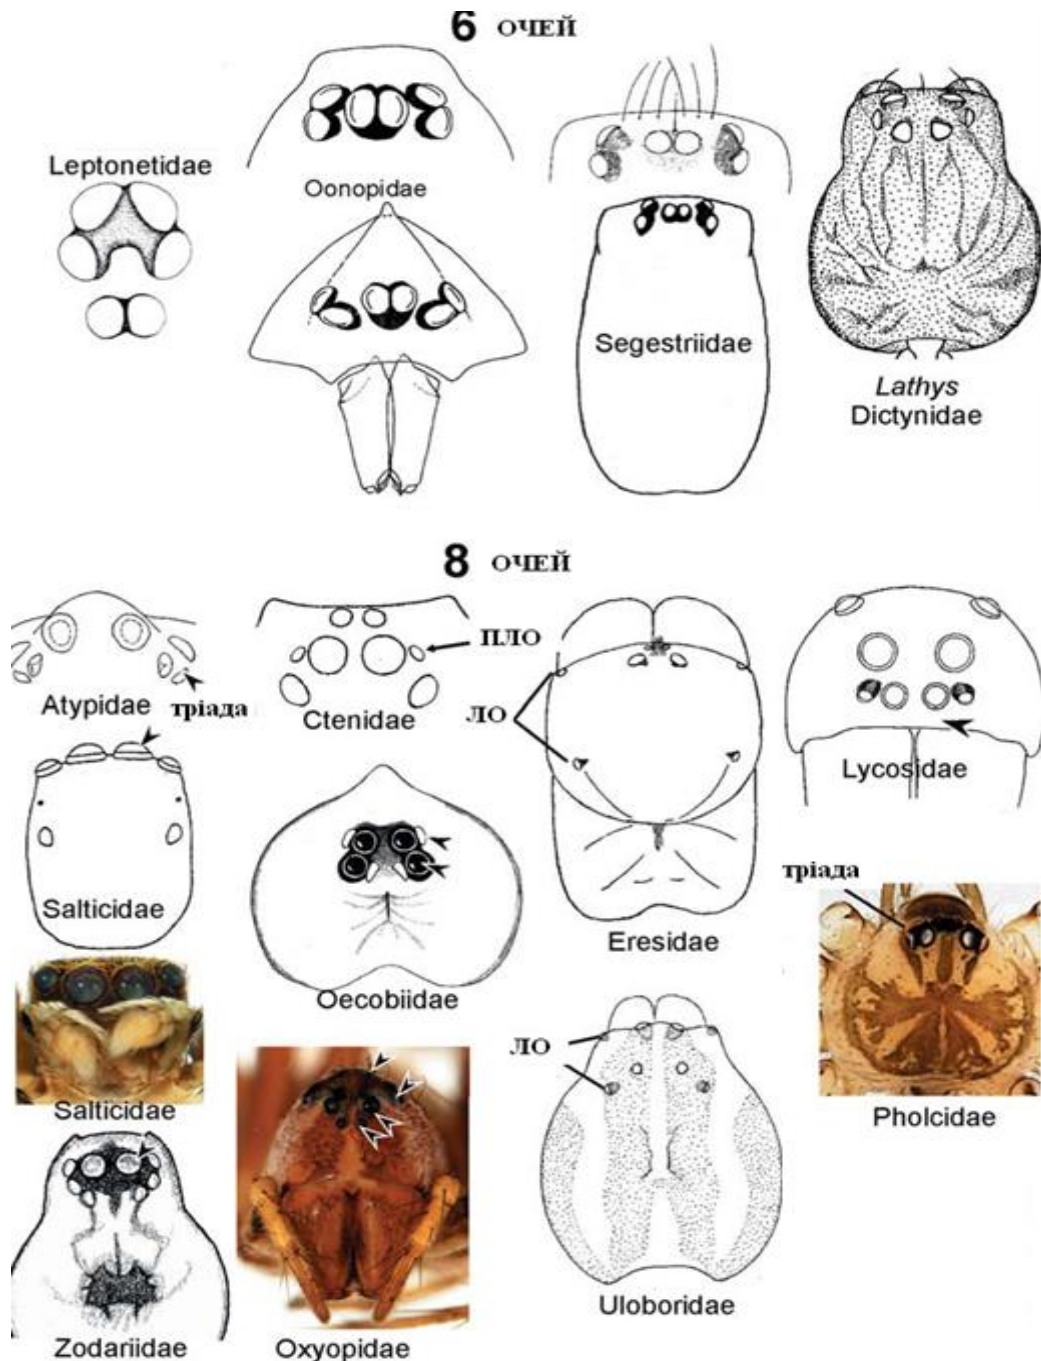 6 ОЧЕЙ
Leptonetidae
Oonopidae
Segestriidae
Lathys
Dictynidae
8 ОЧЕЙ
Atypidae
тріада
Ctenidae
ПЛО
ЛО
Lycosidae
Salticidae
Oecobiidae
Eresidae
тріада
Salticidae
ЛО
Pholcidae
Zodariidae
Oxyopidae
Uloboridae